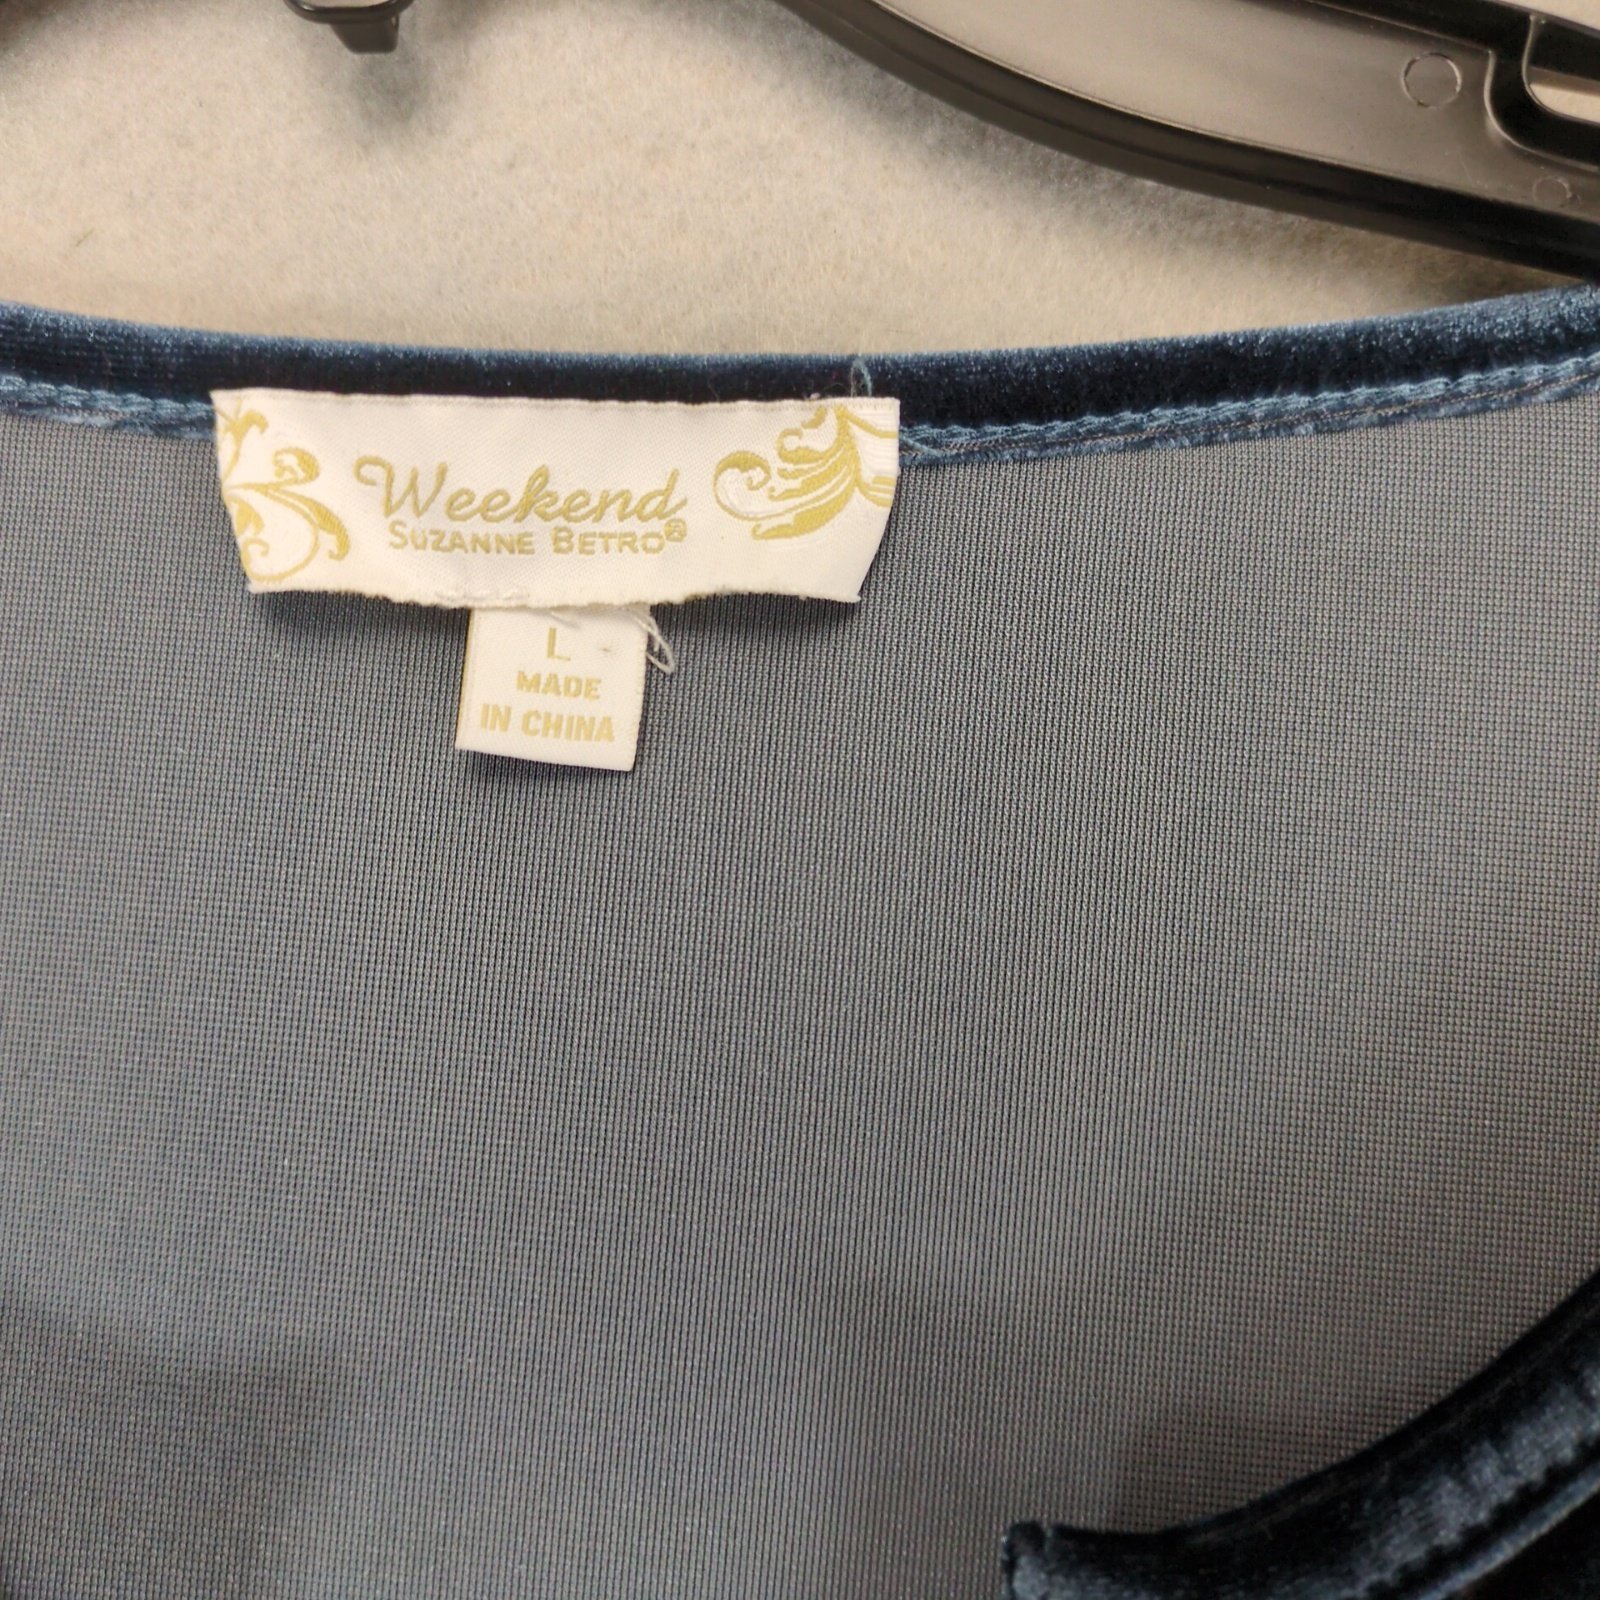 Weekend
SUZANNE BETRO®
L
MADE
IN CHINA